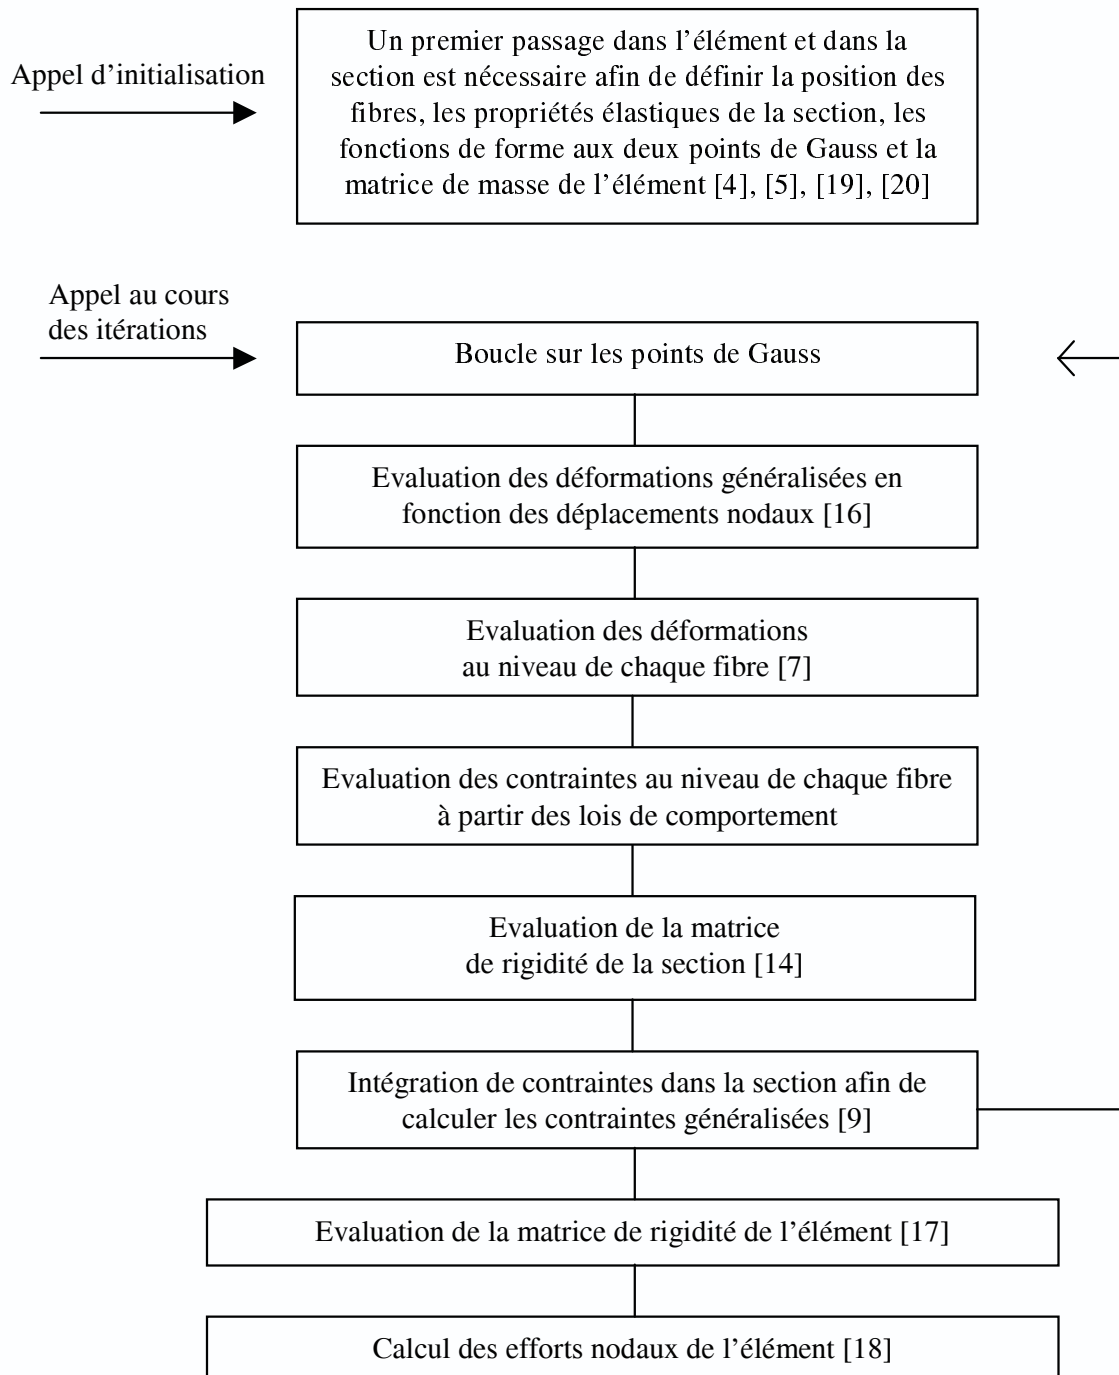 Appel d'initialisation
Un premier passage dans l'élément et dans la
section est nécessaire afin de définir la position des
fibres, les propriétés élastiques de la section, les
fonctions de forme aux deux points de Gauss et la
matrice de masse de l'élément [4], [5], [19], [20]
Appel au cours
des itérations
Boucle sur les points de Gauss
Evaluation des déformations généralisées en
fonction des déplacements nodaux [16]
Evaluation des déformations
au niveau de chaque fibre [7]
Evaluation des contraintes au niveau de chaque fibre
à partir des lois de comportement
Evaluation de la matrice
de rigidité de la section [14]
Intégration de contraintes dans la section afin de
calculer les contraintes généralisées [9]
Evaluation de la matrice de rigidité de l'élément [17]
Calcul des efforts nodaux de l'élément [18]